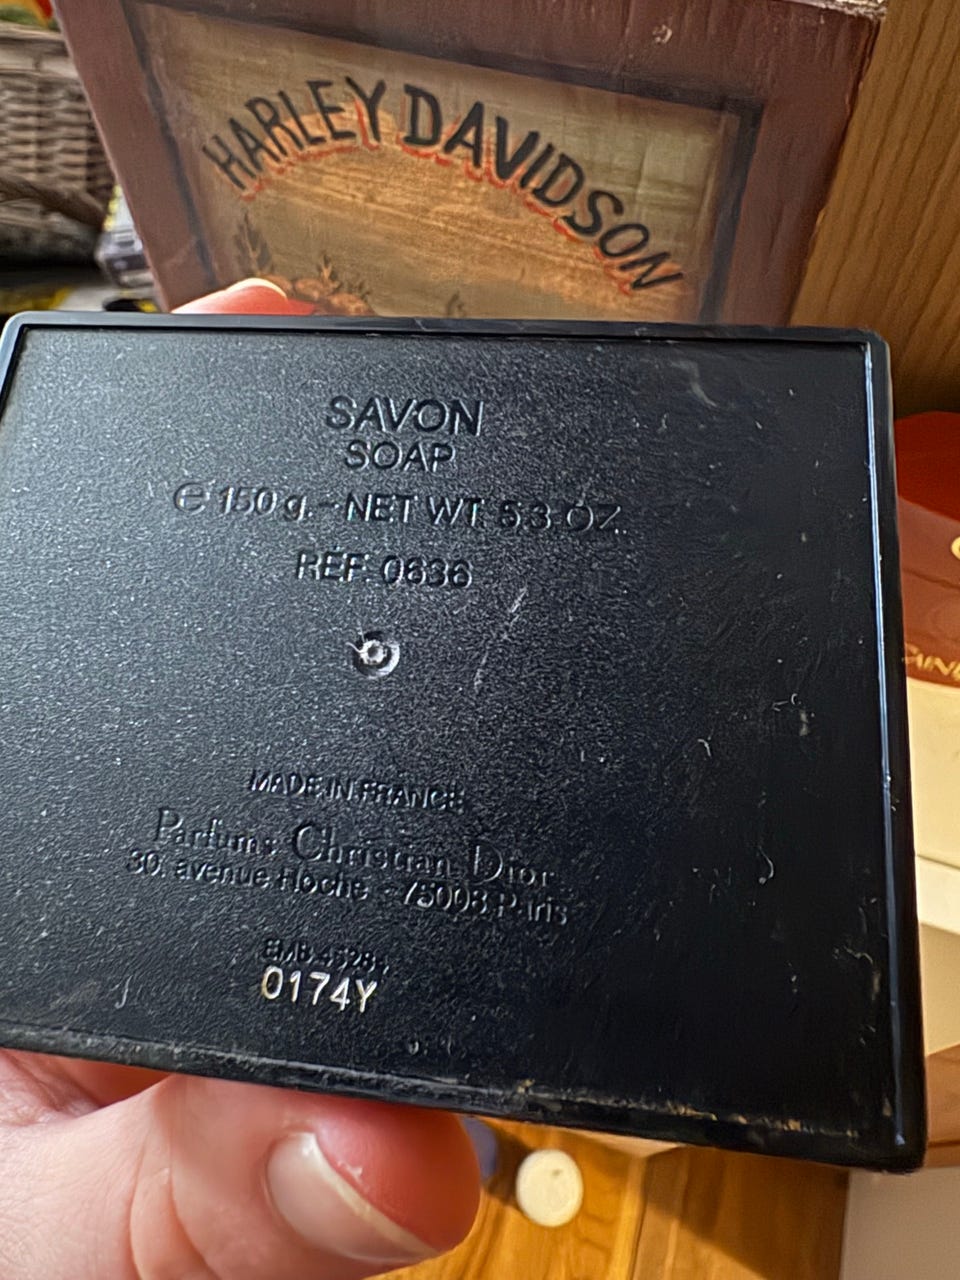 HARLEY DAVIDSON
SAVON
SOAP
℮ 150 g. - NET WT. 5.3 OZ.
REF. 0636
MADE IN FRANCE
Parfums Christian Dior
30, avenue Hoche - 75008 Paris
EMB
0174Y